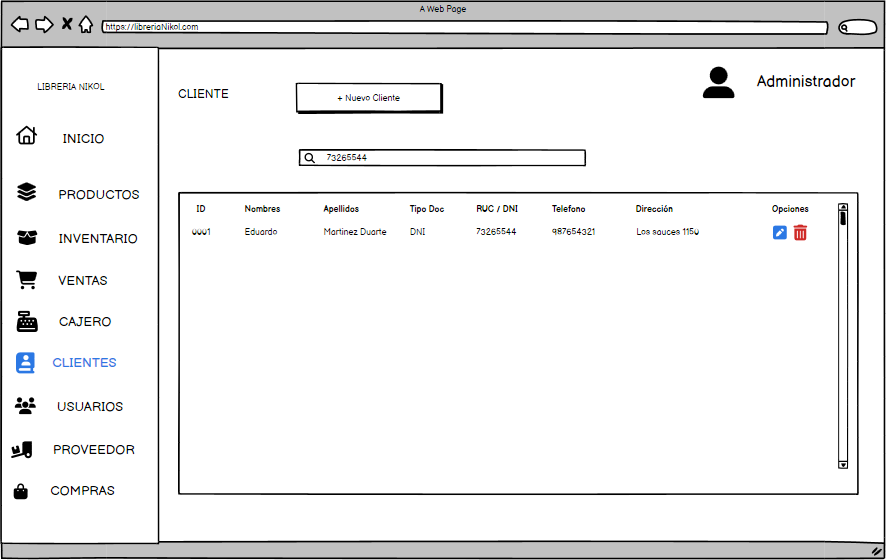 A Web Page
https://libreriaNikol.com
LIBRERIA NIKOL
INICIO
PRODUCTOS
INVENTARIO
VENTAS
CAJERO
CLIENTES
USUARIOS
PROVEEDOR
COMPRAS
CLIENTE
+ Nuevo Cliente
Administrador
73265544
ID Nombres Apellidos Tipo Doc RUC / DNI Telefono Dirección Opciones
0001 Eduardo Martinez Duarte DNI 73265544 987654321 Los sauces 1150